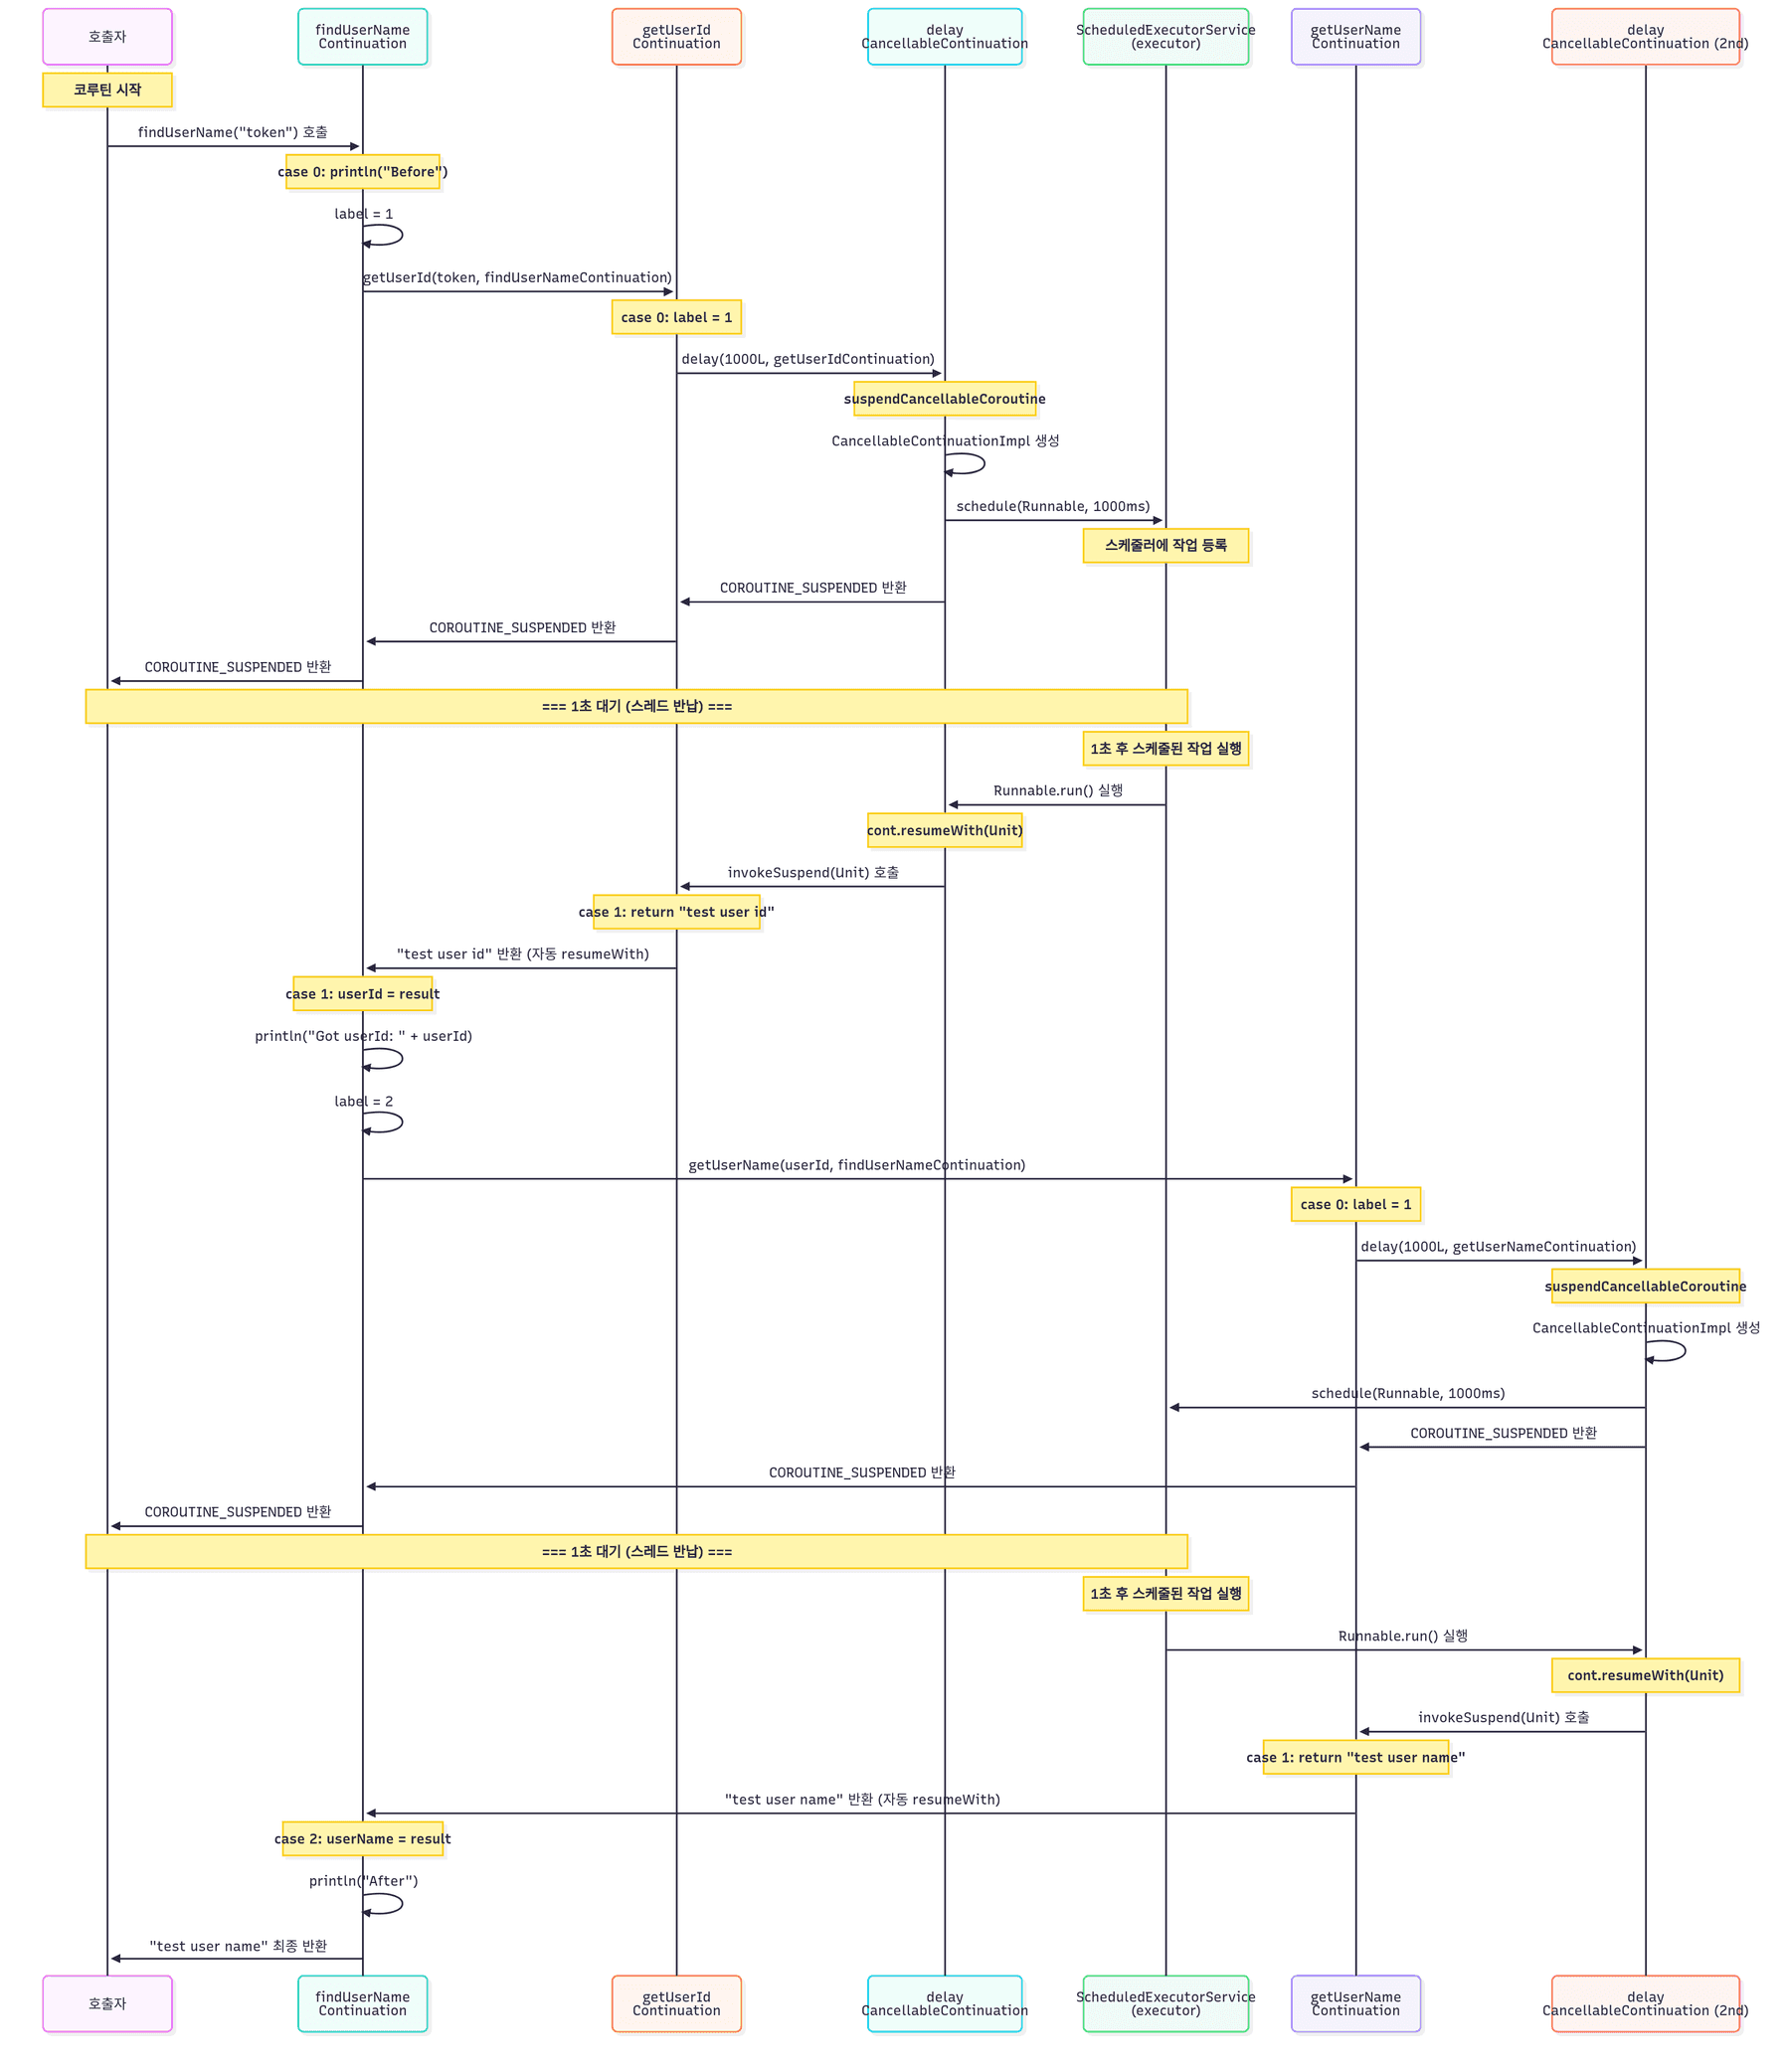 호출자
findUserName
Continuation
getUserId
Continuation
delay
CancellableContinuation
ScheduledExecutorService
(executor)
getUserName
Continuation
delay
CancellableContinuation (2nd)
코루틴 시작
findUserName("token") 호출
case 0: println("Before")
label = 1
getUserId(token, findUserNameContinuation)
case 0: label = 1
delay(1000L, getUserIdContinuation)
suspendCancellableCoroutine
CancellableContinuationImpl 생성
schedule(Runnable, 1000ms)
스케줄러에 작업 등록
COROUTINE_SUSPENDED 반환
COROUTINE_SUSPENDED 반환
COROUTINE_SUSPENDED 반환
=== 1초 대기 (스레드 반납) ===
1초 후 스케줄된 작업 실행
Runnable.run() 실행
cont.resumeWith(Unit)
invokeSuspend(Unit) 호출
case 1: return "test user id"
"test user id" 반환 (자동 resumeWith)
case 1: userId = result
println("Got userId: " + userId)
label = 2
getUserName(userId, findUserNameContinuation)
case 0: label = 1
delay(1000L, getUserNameContinuation)
suspendCancellableCoroutine
CancellableContinuationImpl 생성
schedule(Runnable, 1000ms)
COROUTINE_SUSPENDED 반환
COROUTINE_SUSPENDED 반환
COROUTINE_SUSPENDED 반환
=== 1초 대기 (스레드 반납) ===
1초 후 스케줄된 작업 실행
Runnable.run() 실행
cont.resumeWith(Unit)
invokeSuspend(Unit) 호출
case 1: return "test user name"
"test user name" 반환 (자동 resumeWith)
case 2: userName = result
println("After")
"test user name" 최종 반환
호출자
findUserName
Continuation
getUserId
Continuation
delay
CancellableContinuation
ScheduledExecutorService
(executor)
getUserName
Continuation
delay
CancellableContinuation (2nd)